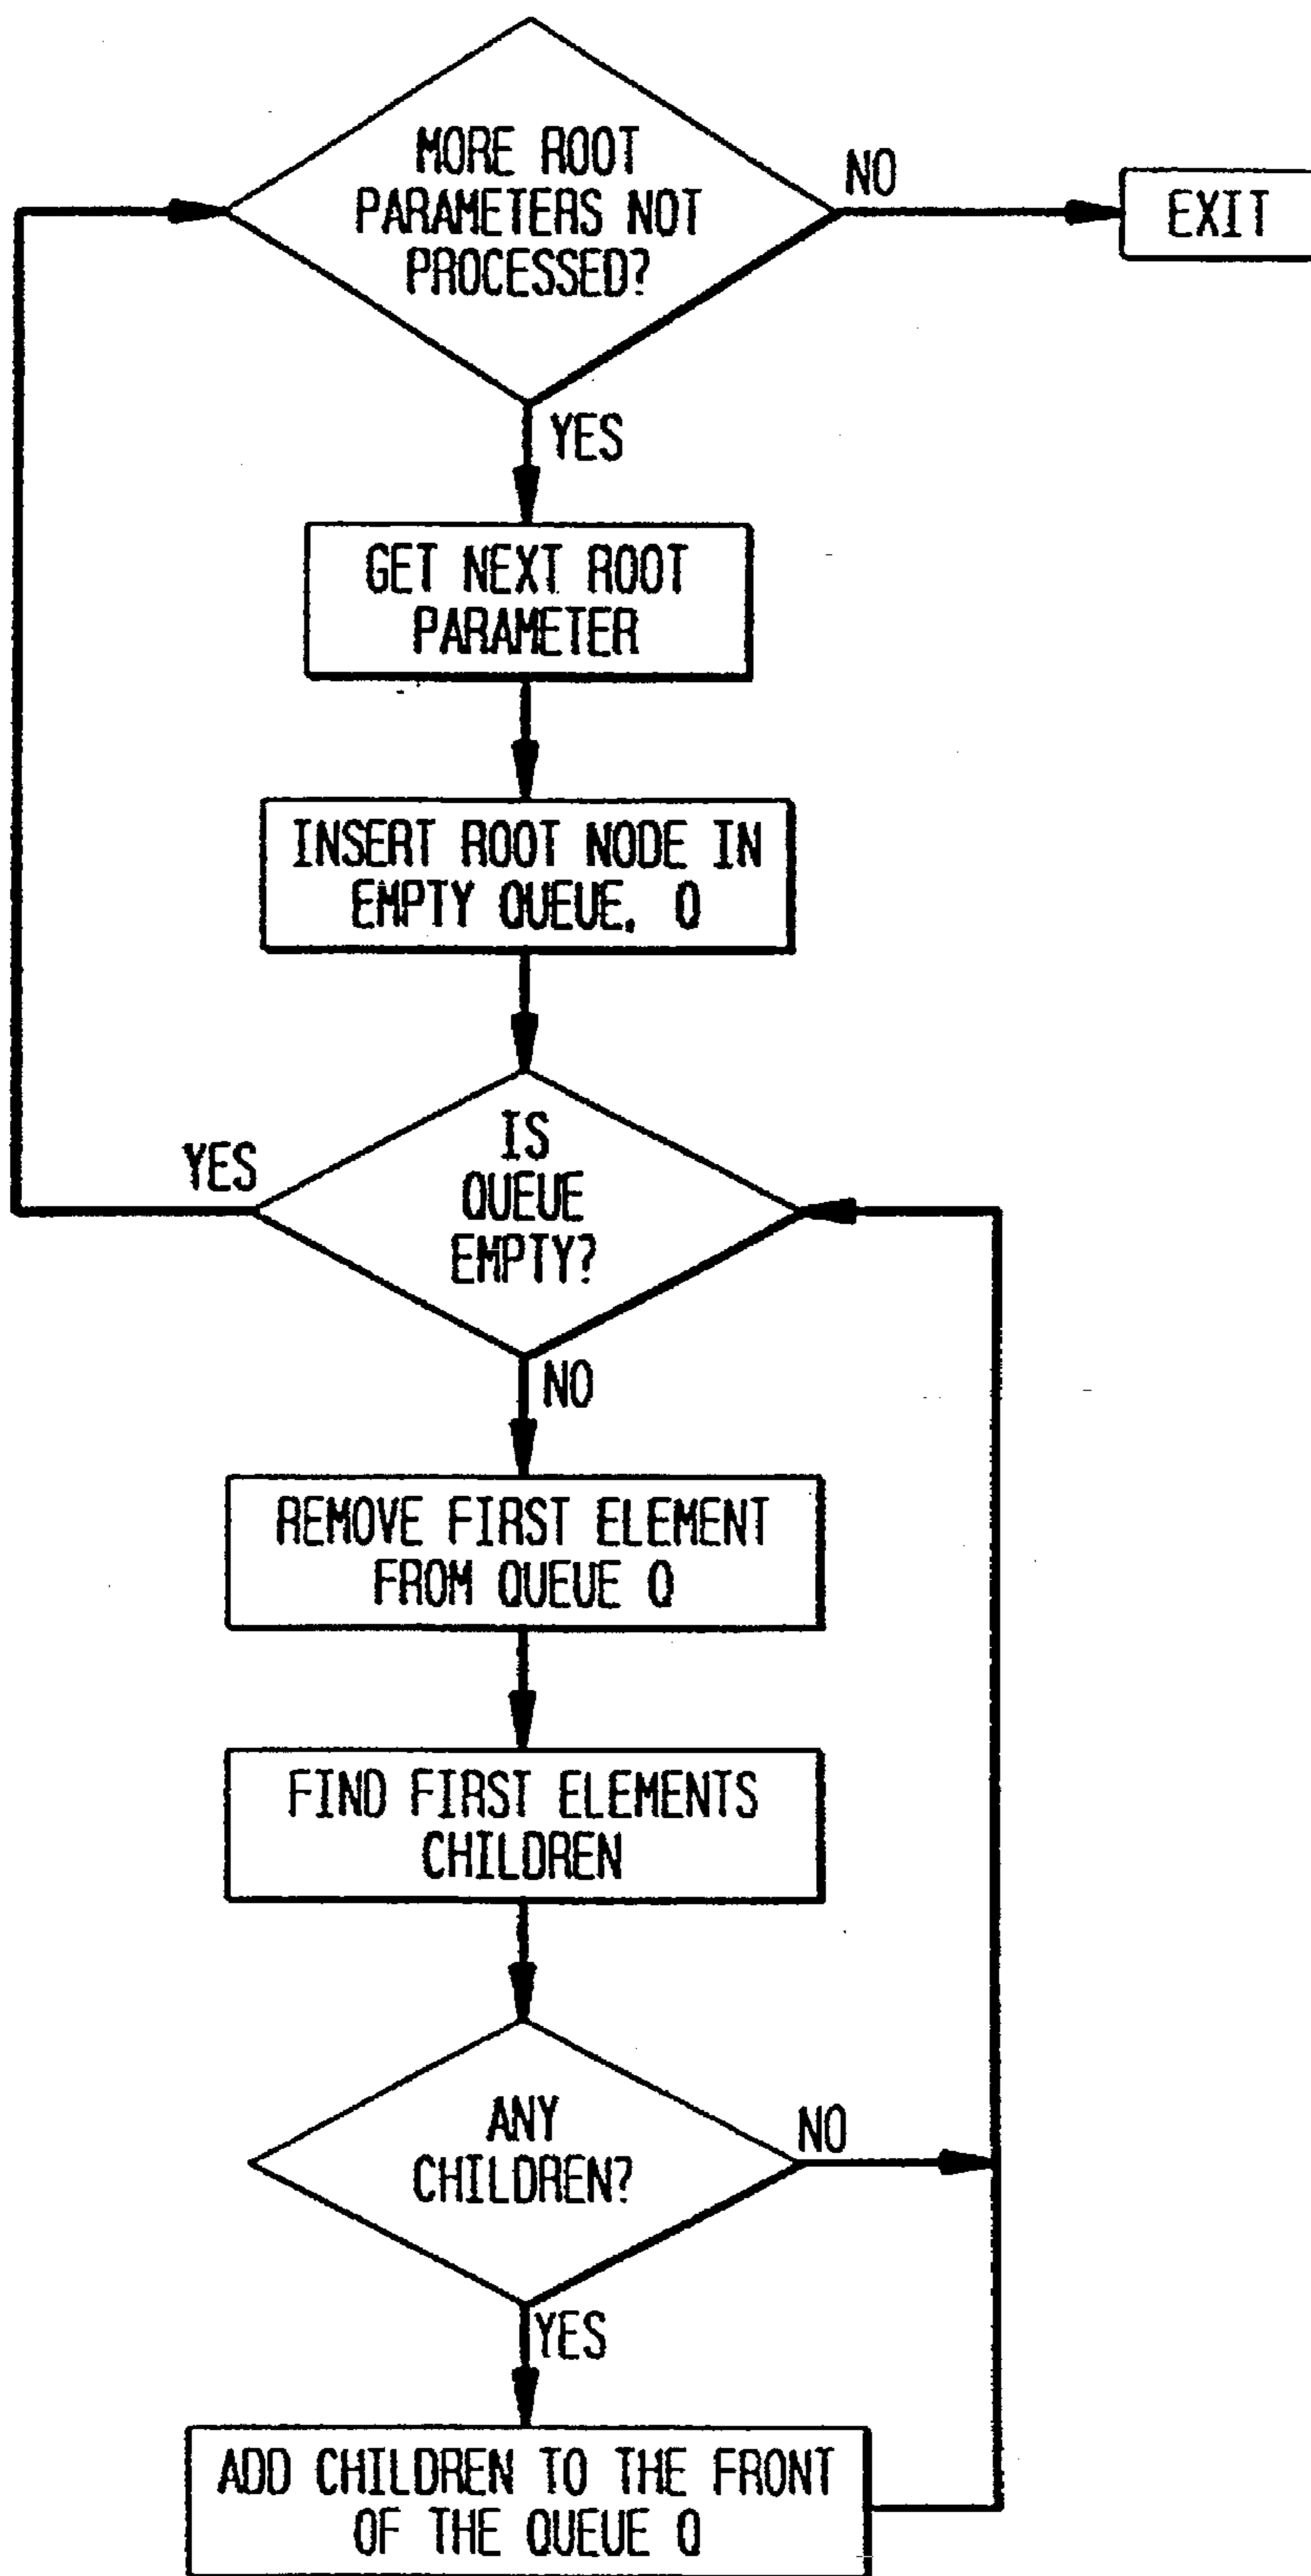 MORE ROOT
PARAMETERS NOT
PROCESSED?
NO
EXIT
YES
GET NEXT ROOT
PARAMETER
INSERT ROOT NODE IN
EMPTY QUEUE, Q
IS
QUEUE
EMPTY?
YES
NO
REMOVE FIRST ELEMENT
FROM QUEUE Q
FIND FIRST ELEMENTS
CHILDREN
ANY
CHILDREN?
NO
YES
ADD CHILDREN TO THE FRONT
OF THE QUEUE Q